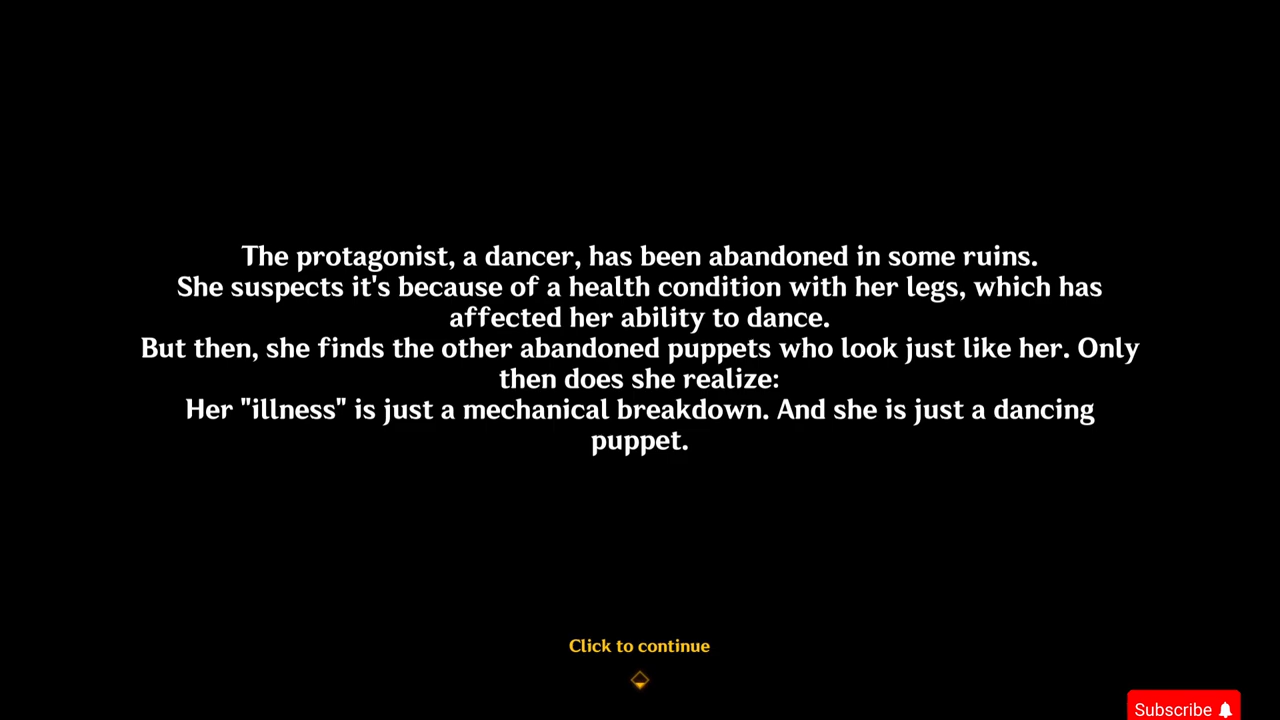 The protagonist, a dancer, has been abandoned in some ruins.
She suspects it's because of a health condition with her legs, which has
affected her ability to dance.
But then, she finds the other abandoned puppets who look just like her. Only
then does she realize:
Her "illness" is just a mechanical breakdown. And she is just a dancing
puppet.
Click to continue
Subscribe